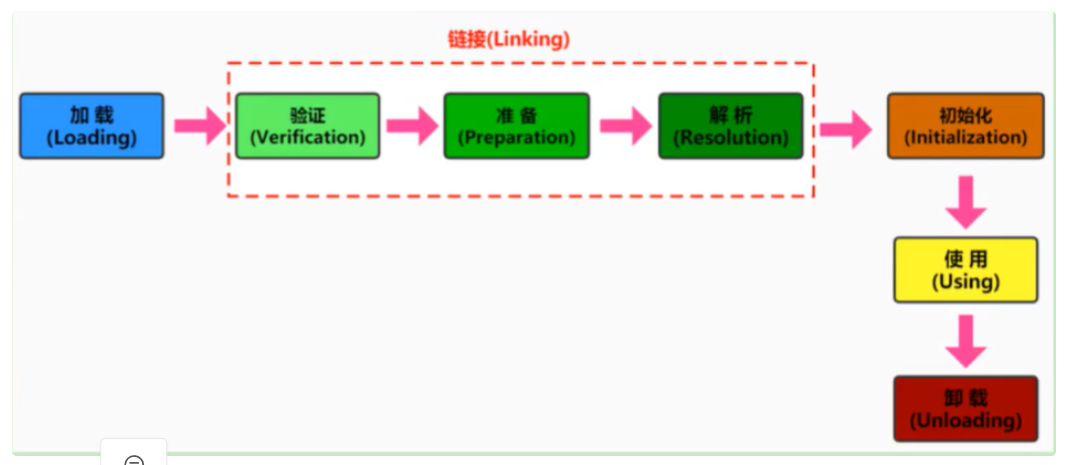 链接(Linking)
加 载
(Loading)
验证
(Verification)
准 备
(Preparation)
解 析
(Resolution)
初始化
(Initialization)
使 用
(Using)
卸 载
(Unloading)